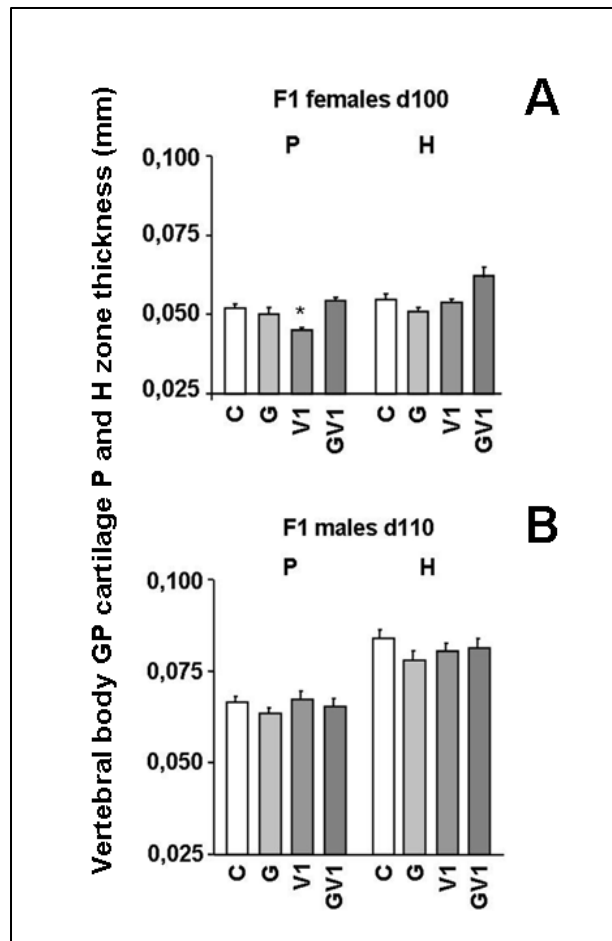 Vertebral body GP cartilage P and H zone thickness (mm)
A
F1 females d100
P H
0,100
0,075
0,050
0,025
*
C G V1 GV1 C G V1 GV1
B
F1 males d110
P H
0,100
0,075
0,050
0,025
C G V1 GV1 C G V1 GV1